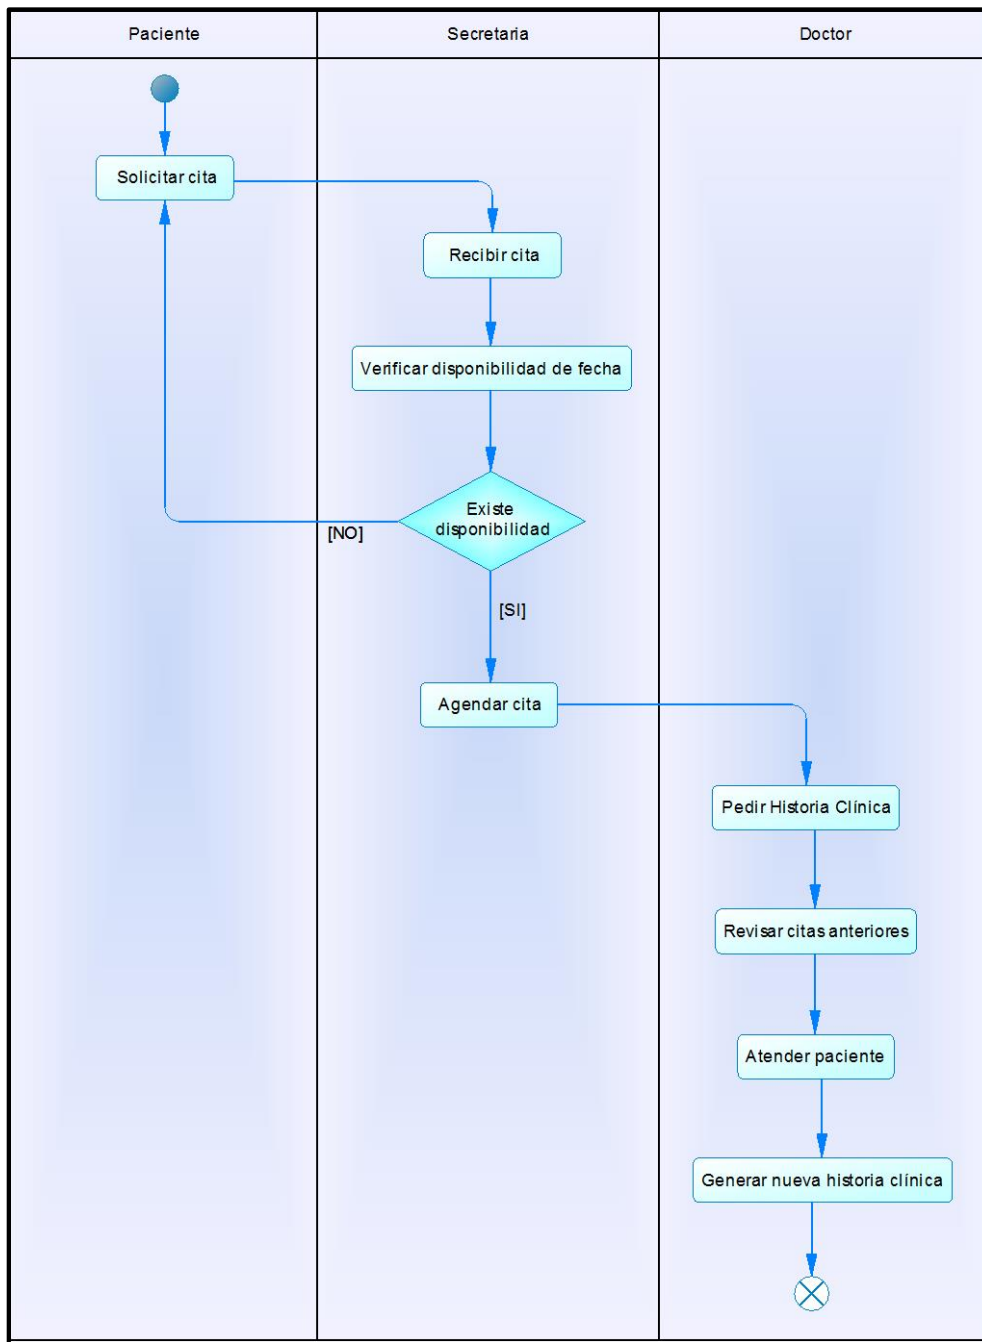 Paciente
Secretaria
Doctor
Solicitar cita
Recibir cita
Verificar disponibilidad de fecha
Existe
disponibilidad
[NO]
[SI]
Agendar cita
Pedir Historia Clínica
Revisar citas anteriores
Atender paciente
Generar nueva historia clínica